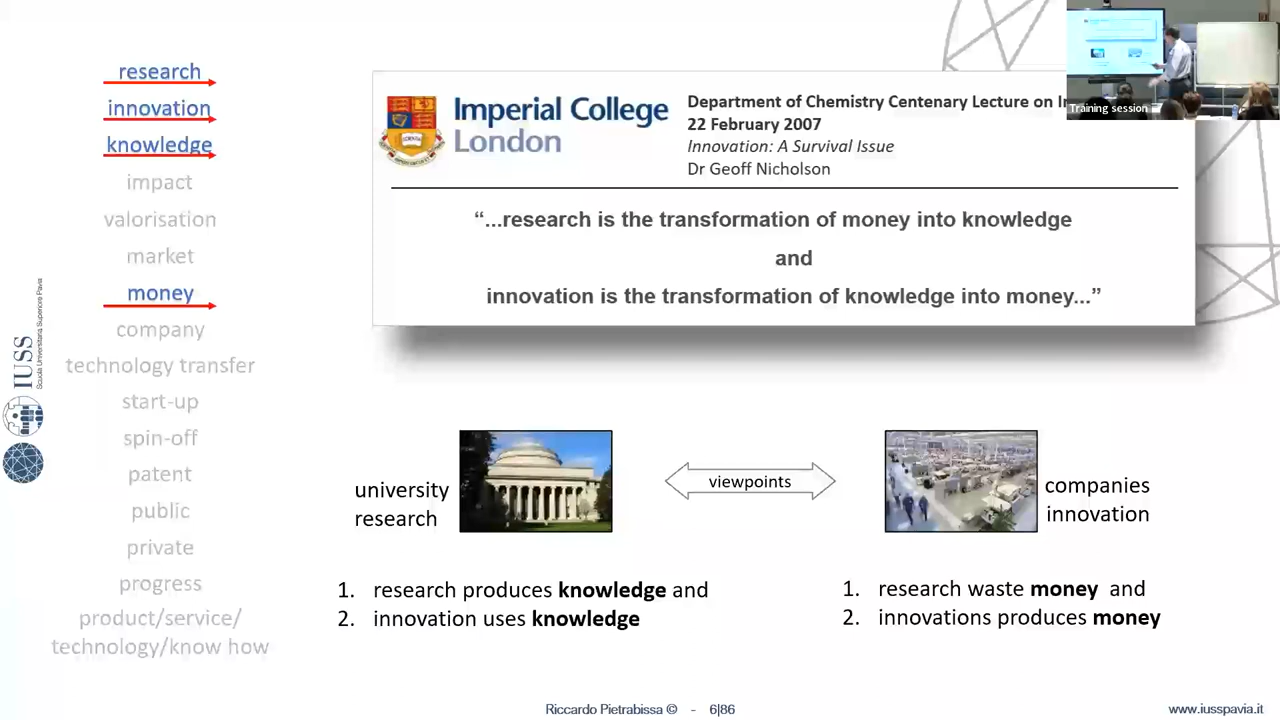 research
innovation
knowledge
impact
valorisation
market
money
company
technology transfer
start-up
spin-off
patent
public
private
progress
product/service/
technology/know how
IUSS
Scuola Universitaria Superiore Pavia
Imperial College
London
Department of Chemistry Centenary Lecture on
22 February 2007
Innovation: A Survival Issue
Dr Geoff Nicholson
“...research is the transformation of money into knowledge
and
innovation is the transformation of knowledge into money...”
Training session
university
research
viewpoints
companies
innovation
1. research produces knowledge and
2. innovation uses knowledge
1. research waste money and
2. innovations produces money
Riccardo Pietrabissa © - 6|86
www.iusspavia.it